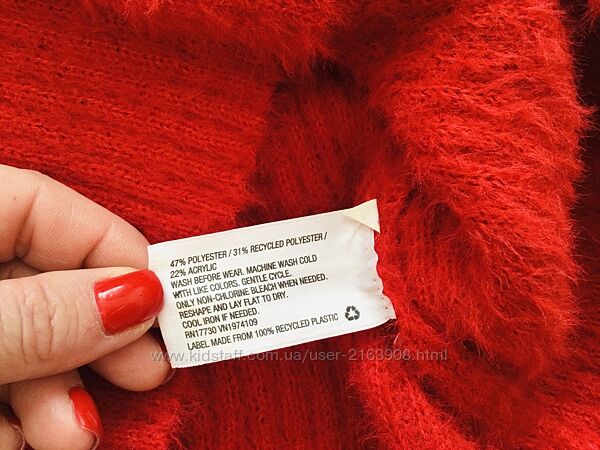 47% POLYESTER / 31% RECYCLED POLYESTER /
22% ACRYLIC
WASH BEFORE WEAR. MACHINE WASH COLD
WITH LIKE COLORS. GENTLE CYCLE.
ONLY NON-CHLORINE BLEACH WHEN NEEDED.
RESHAPE AND LAY FLAT TO DRY.
COOL IRON IF NEEDED.
RN17730 VN1974109
LABEL MADE FROM 100% RECYCLED PLASTIC
www.kidstaff.com.ua/user-2163908.html